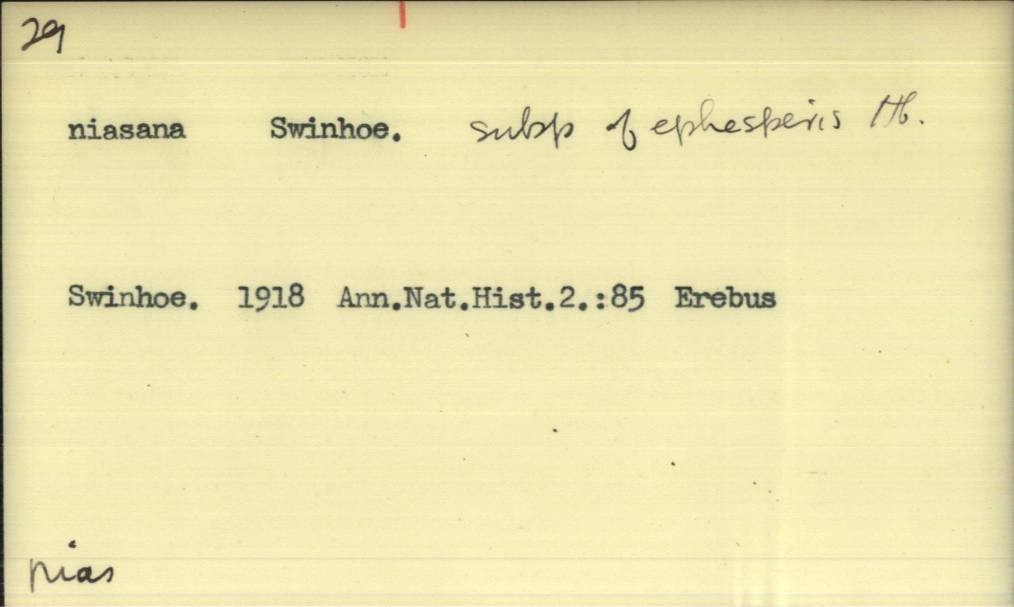 29
niasana Swinhoe. subsp of ephesperis Hb.
Swinhoe. 1918 Ann.Nat.Hist.2.:85 Erebus
nias